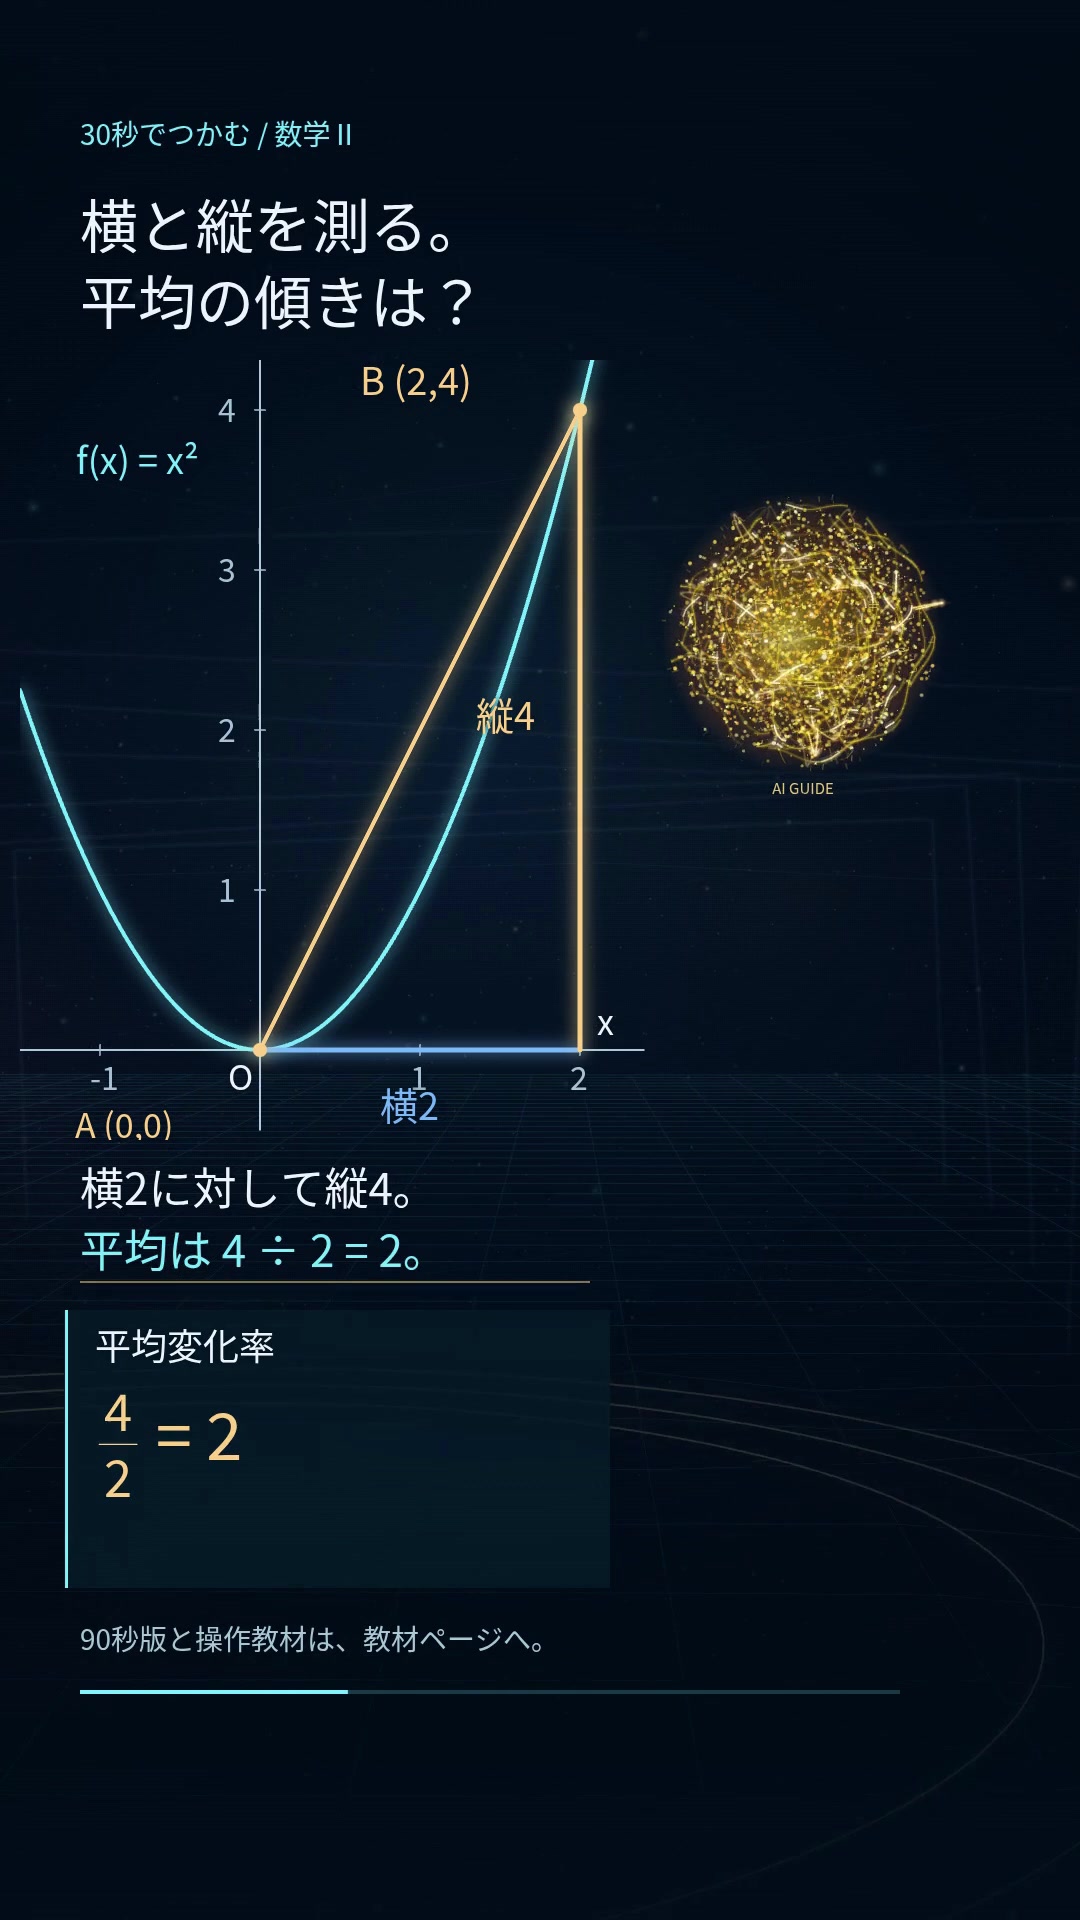 30秒でつかむ / 数学 II
横と縦を測る。
平均の傾きは？
B (2,4)
4
f(x) = x²
3
縦4
2
AI GUIDE
1
x
-1
O
1
2
横2
A (0,0)
横2に対して縦4。
平均は 4 ÷ 2 = 2。
平均変化率
4/2 = 2
90秒版と操作教材は、教材ページへ。